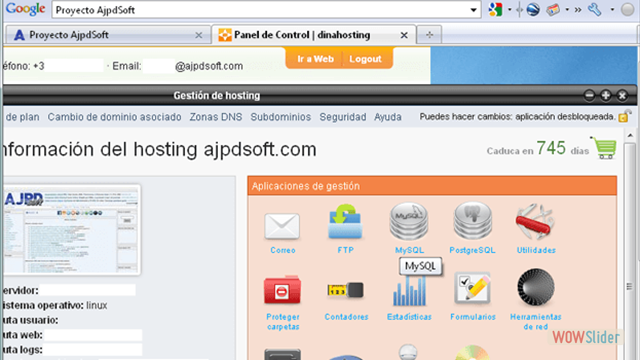 Google Proyecto AjpdSoft
Proyecto AjpdSoft Panel de Control | dinahosting
éfono: +3 · Email: @ajpdsoft.com Ir a Web Logout
Gestión de hosting
de plan Cambio de dominio asociado Zonas DNS Subdominios Seguridad Ayuda Puedes hacer cambios: aplicación desbloqueada.
nformación del hosting ajpdsoft.com Caduca en 745 días
Aplicaciones de gestión
AJPD
Soft
MySQL
Correo FTP MySQL PostgreSQL Utilidades
MySQL
ervidor:
istema operativo: linux
uta usuario:
uta web:
uta logs:
Proteger carpetas Contadores Estadísticas Formularios Herramientas de red
WOWSlider